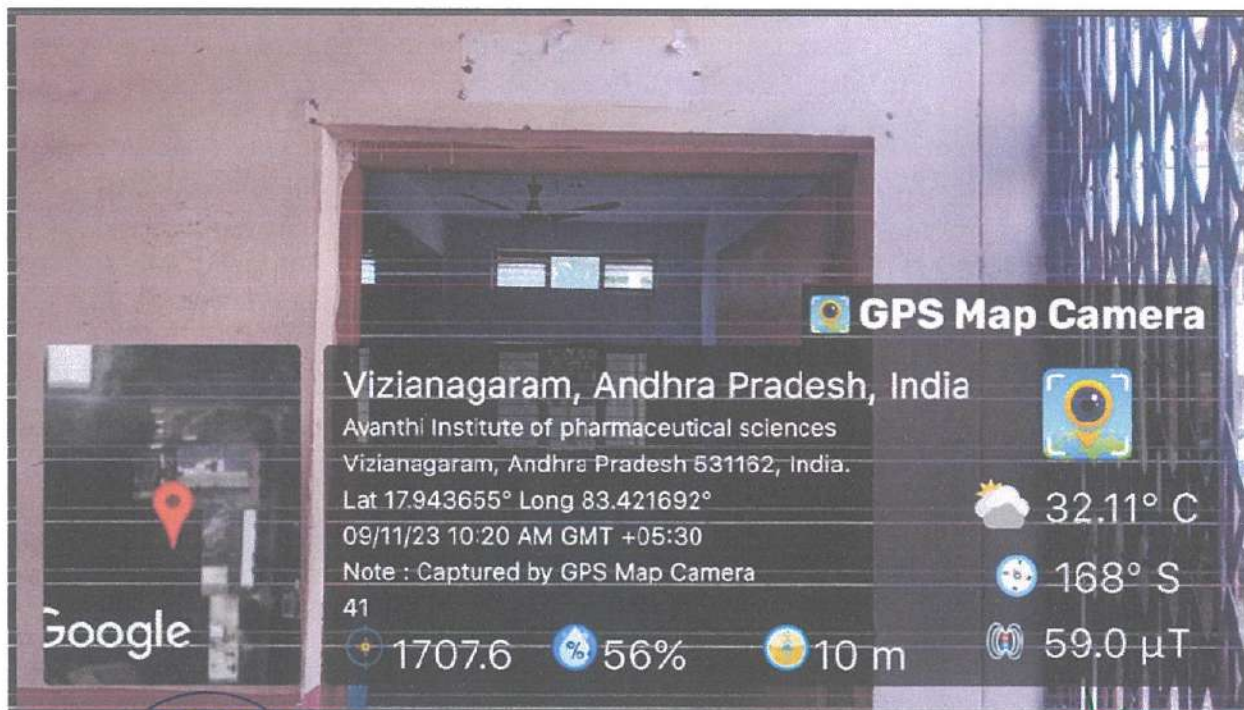 GPS Map Camera
Vizianagaram, Andhra Pradesh, India
Avanthi Institute of pharmaceutical sciences
Vizianagaram, Andhra Pradesh 531162, India.
Lat 17.943655° Long 83.421692°
09/11/23 10:20 AM GMT +05:30
Note : Captured by GPS Map Camera
41
1707.6 56% 10 m
32.11° C
168° S
59.0 µT
Google